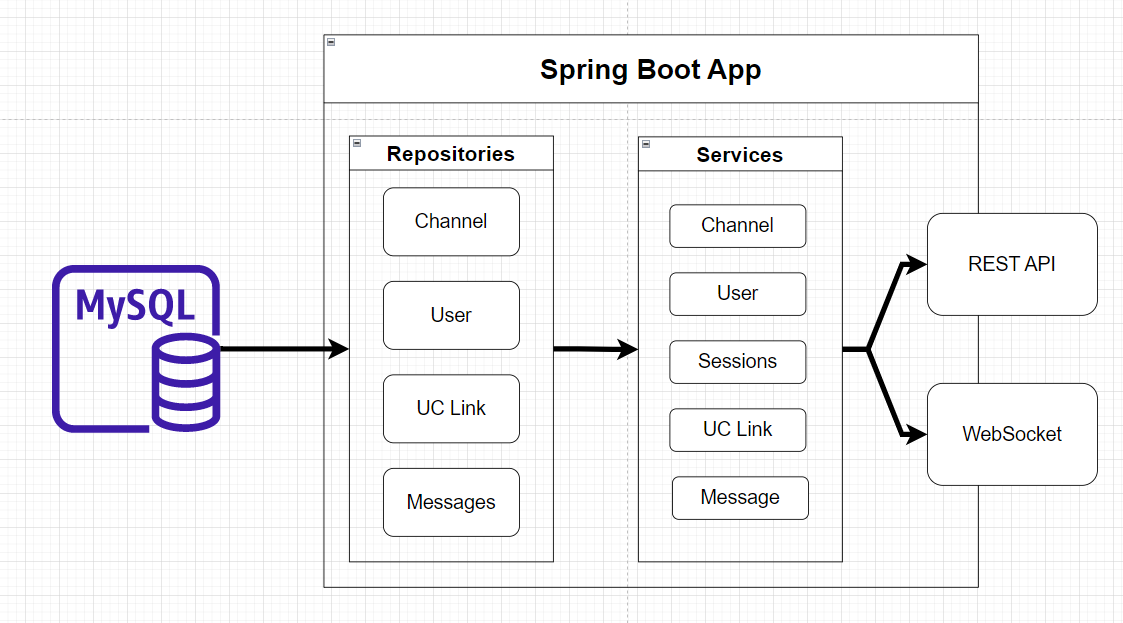 Spring Boot App
Repositories
Channel
User
UC Link
Messages
Services
Channel
User
Sessions
UC Link
Message
MySQL
REST API
WebSocket